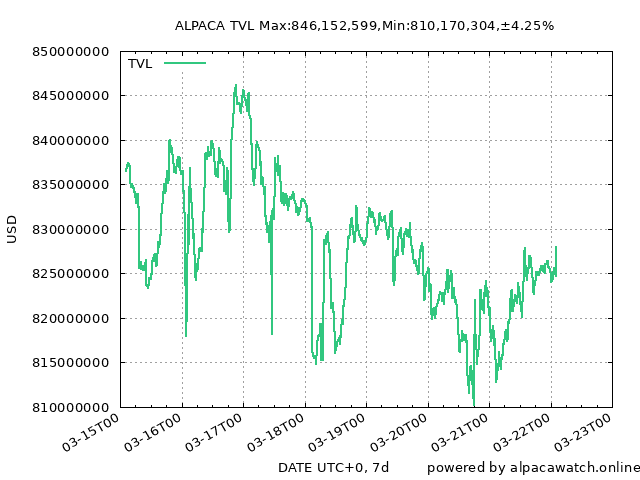 ALPACA TVL Max:846,152,599,Min:810,170,304,±4.25%
TVL
USD
850000000
845000000
840000000
835000000
830000000
825000000
820000000
815000000
810000000
03-15T00
03-16T00
03-17T00
03-18T00
03-19T00
03-20T00
03-21T00
03-22T00
03-23T00
DATE UTC+0, 7d
powered by alpacawatch.online